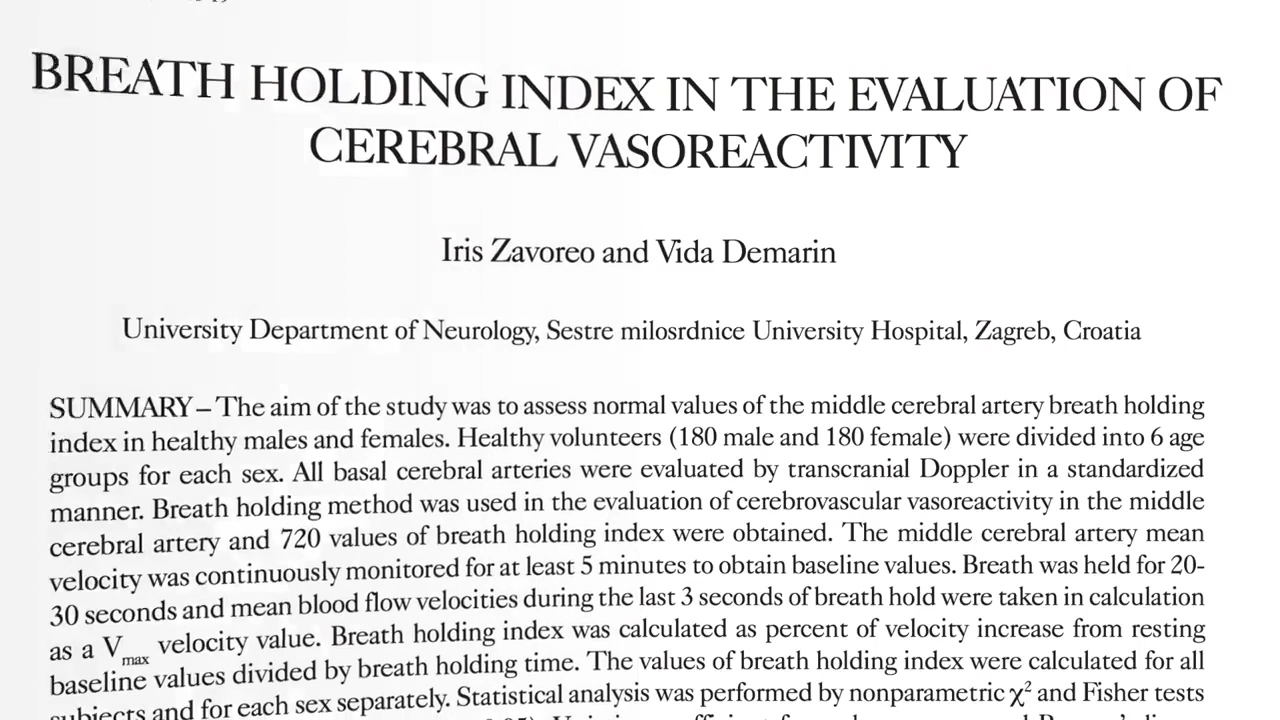 BREATH HOLDING INDEX IN THE EVALUATION OF
CEREBRAL VASOREACTIVITY
Iris Zavoreo and Vida Demarin
University Department of Neurology, Sestre milosrdnice University Hospital, Zagreb, Croatia
SUMMARY – The aim of the study was to assess normal values of the middle cerebral artery breath holding
index in healthy males and females. Healthy volunteers (180 male and 180 female) were divided into 6 age
groups for each sex. All basal cerebral arteries were evaluated by transcranial Doppler in a standardized
manner. Breath holding method was used in the evaluation of cerebrovascular vasoreactivity in the middle
cerebral artery and 720 values of breath holding index were obtained. The middle cerebral artery mean
velocity was continuously monitored for at least 5 minutes to obtain baseline values. Breath was held for 20-
30 seconds and mean blood flow velocities during the last 3 seconds of breath hold were taken in calculation
as a Vmax velocity value. Breath holding index was calculated as percent of velocity increase from resting
baseline values divided by breath holding time. The values of breath holding index were calculated for all
subjects and for each sex separately. Statistical analysis was performed by nonparametric χ² and Fisher tests